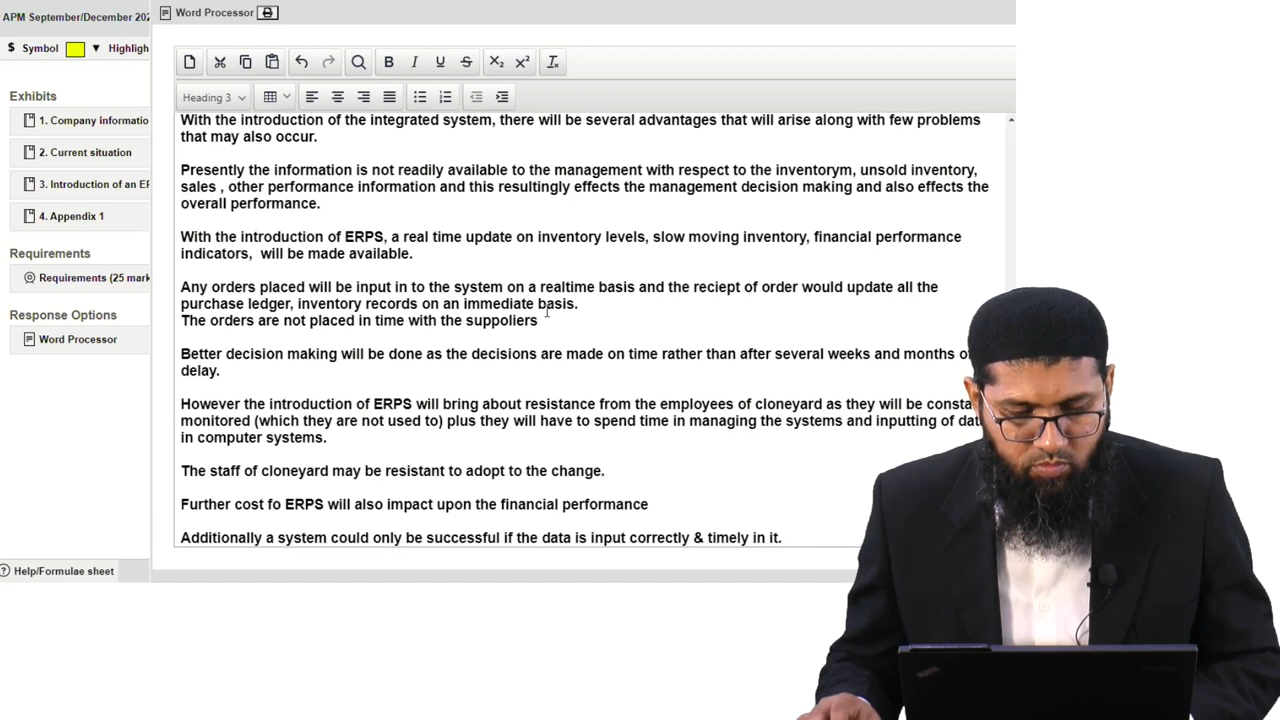 APM September/December 202
Word Processor
$ Symbol
Highligh
Heading 3
Exhibits
1. Company informatio
2. Current situation
3. Introduction of an ER
4. Appendix 1
Requirements
Requirements (25 mark
Response Options
Word Processor
Help/Formulae sheet
With the introduction of the integrated system, there will be several advantages that will arise along with few problems
that may also occur.
Presently the information is not readily available to the management with respect to the inventorym, unsold inventory,
sales , other performance information and this resultingly effects the management decision making and also effects the
overall performance.
With the introduction of ERPS, a real time update on inventory levels, slow moving inventory, financial performance
indicators,  will be made available.
Any orders placed will be input in to the system on a realtime basis and the reciept of order would update all the
purchase ledger, inventory records on an immediate basis.
The orders are not placed in time with the suppoliers
Better decision making will be done as the decisions are made on time rather than after several weeks and months o
delay.
However the introduction of ERPS will bring about resistance from the employees of cloneyard as they will be consta
monitored (which they are not used to) plus they will have to spend time in managing the systems and inputting of dat
in computer systems.
The staff of cloneyard may be resistant to adopt to the change.
Further cost fo ERPS will also impact upon the financial performance
Additionally a system could only be successful if the data is input correctly & timely in it.